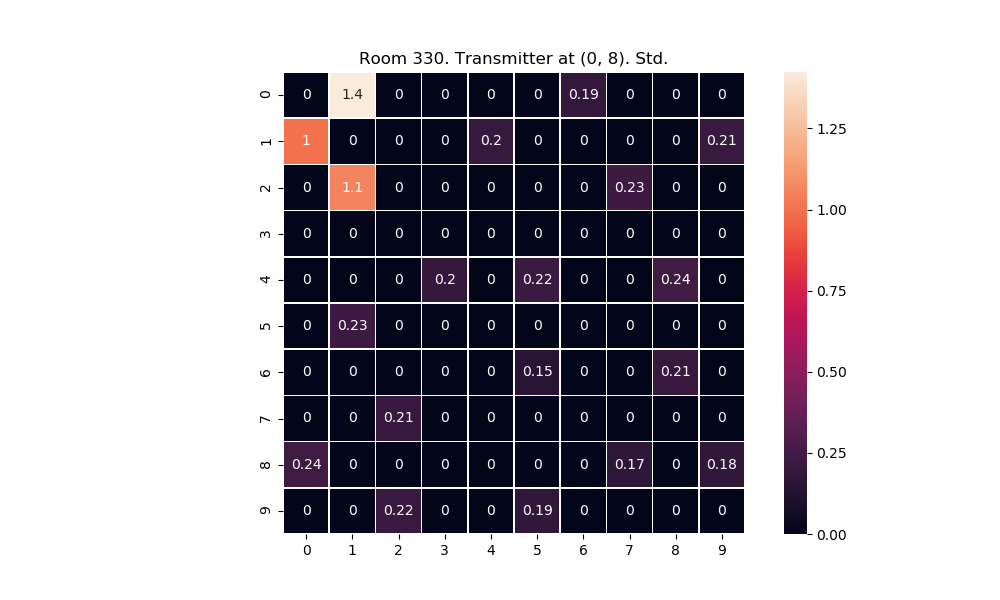 Room 330. Transmitter at (0, 8). Std.
0 0 1.4 0 0 0 0 0.19 0 0 0
1 1 0 0 0 0.2 0 0 0 0 0.21
2 0 1.1 0 0 0 0 0 0.23 0 0
3 0 0 0 0 0 0 0 0 0 0
4 0 0 0 0.2 0 0.22 0 0 0.24 0
5 0 0.23 0 0 0 0 0 0 0 0
6 0 0 0 0 0 0.15 0 0 0.21 0
7 0 0 0.21 0 0 0 0 0 0 0
8 0.24 0 0 0 0 0 0 0.17 0 0.18
9 0 0 0.22 0 0 0.19 0 0 0 0
0 1 2 3 4 5 6 7 8 9
1.25
1.00
0.75
0.50
0.25
0.00